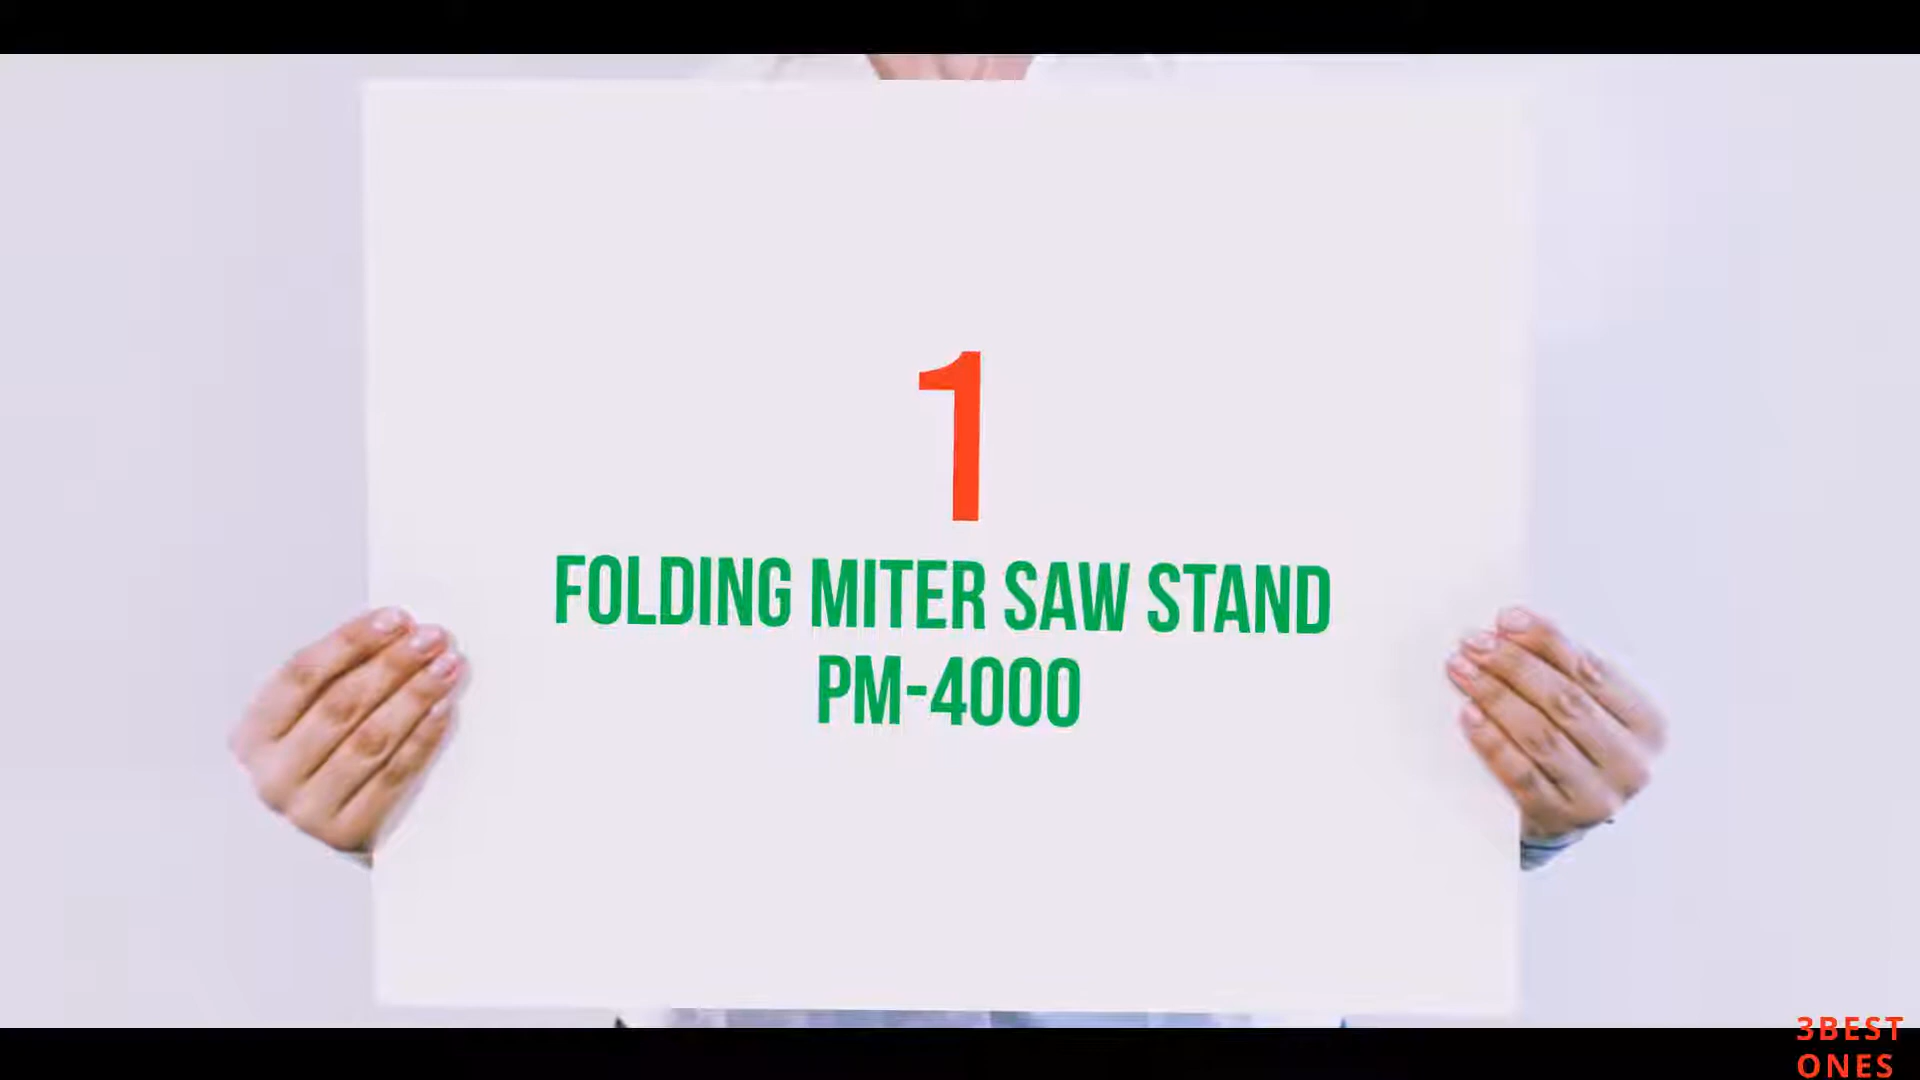 1
FOLDING MITER SAW STAND
PM-4000
3BEST
ONES